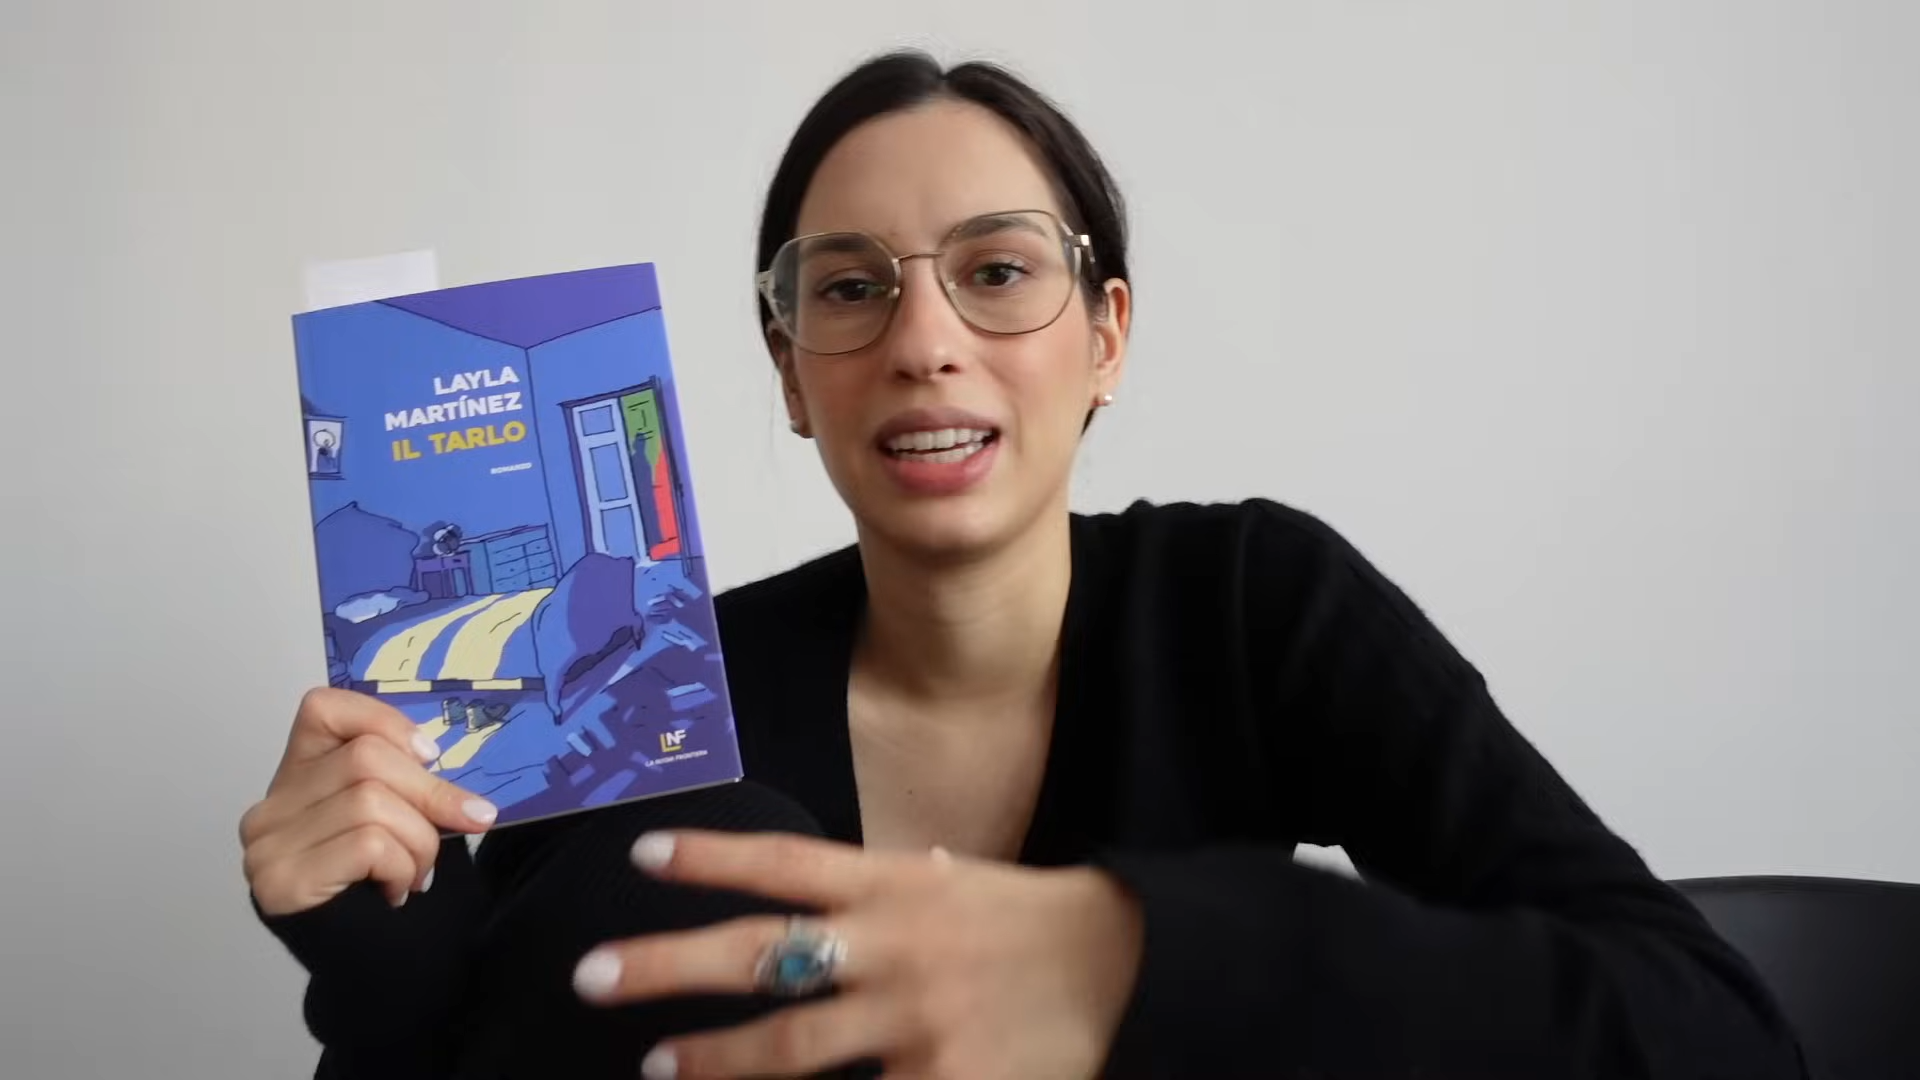 LAYLA
MARTÍNEZ
IL TARLO
ROMANZO
LNF
LA NUOVA FRONTIERA